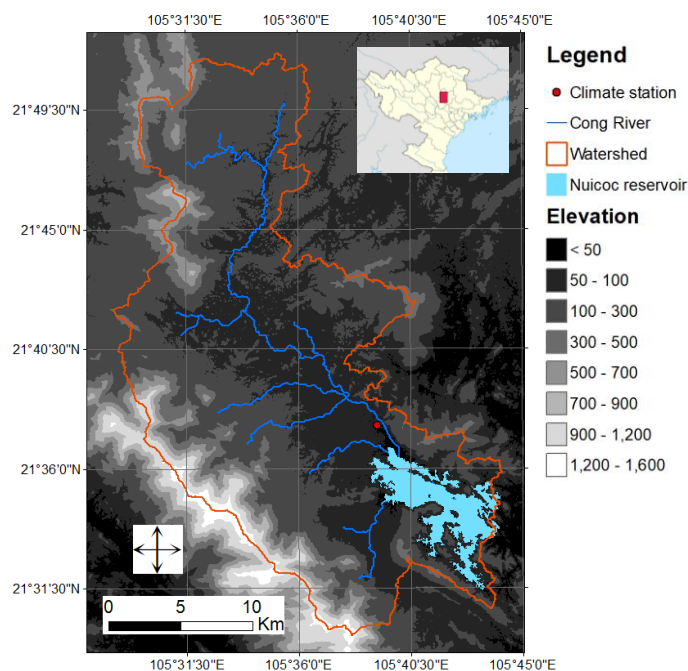 105°31'30"E 105°36'0"E 105°40'30"E 105°45'0"E
21°49'30"N
21°45'0"N
21°40'30"N
21°36'0"N
21°31'30"N
0 5 10
Km
105°31'30"E 105°36'0"E 105°40'30"E 105°45'0"E
Legend
Climate station
Cong River
Watershed
Nuicoc reservoir
Elevation
< 50
50 - 100
100 - 300
300 - 500
500 - 700
700 - 900
900 - 1,200
1,200 - 1,600